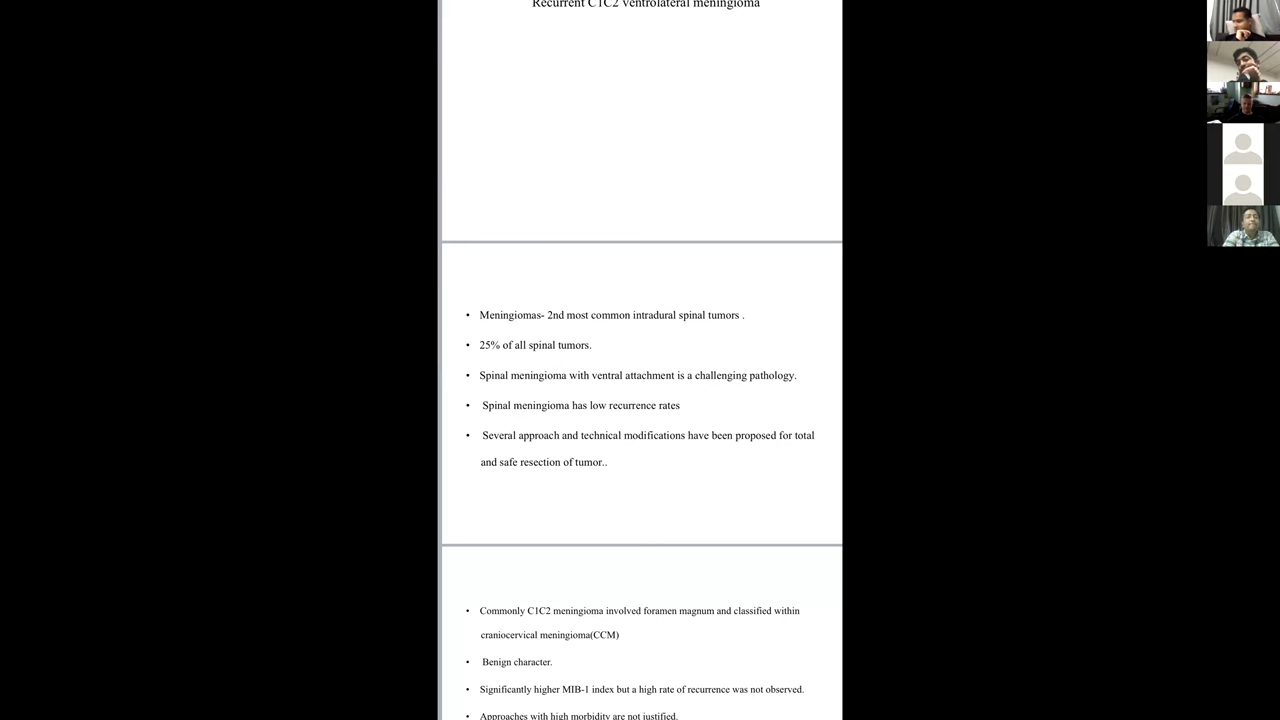 Recurrent C1C2 ventrolateral meningioma
• Meningiomas- 2nd most common intradural spinal tumors .
• 25% of all spinal tumors.
• Spinal meningioma with ventral attachment is a challenging pathology.
• Spinal meningioma has low recurrence rates
• Several approach and technical modifications have been proposed for total
and safe resection of tumor..
• Commonly C1C2 meningioma involved foramen magnum and classified within
craniocervical meningioma(CCM)
• Benign character.
• Significantly higher MIB-1 index but a high rate of recurrence was not observed.
• Approaches with high morbidity are not justified.